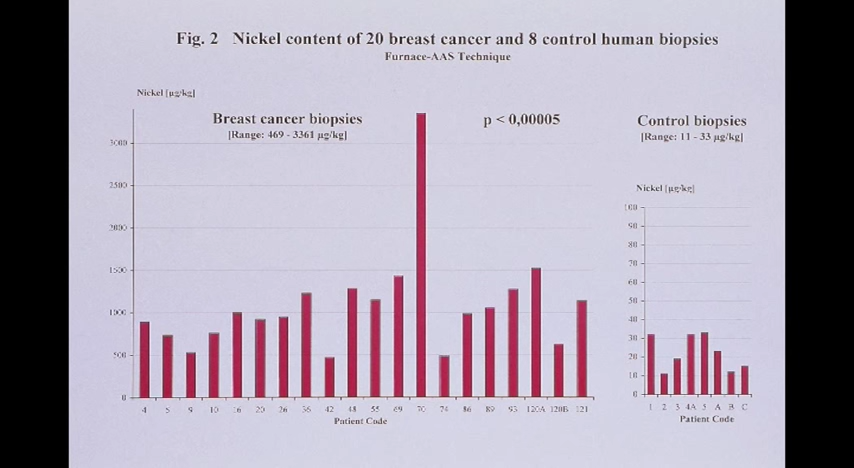 Fig. 2 Nickel content of 20 breast cancer and 8 control human biopsies
Furnace-AAS Technique
Nickel [µg/kg]
Breast cancer biopsies
[Range: 469 - 3361 µg/kg]
p < 0,00005
Control biopsies
[Range: 11 - 33 µg/kg]
3000
2500
2000
1500
1000
500
0
4 5 9 10 16 20 26 36 42 48 55 69 70 74 86 89 93 120A 120B 121
Patient Code
Nickel [µg/kg]
100
90
80
70
60
50
40
30
20
10
0
1 2 3 4A 5 A B C
Patient Code